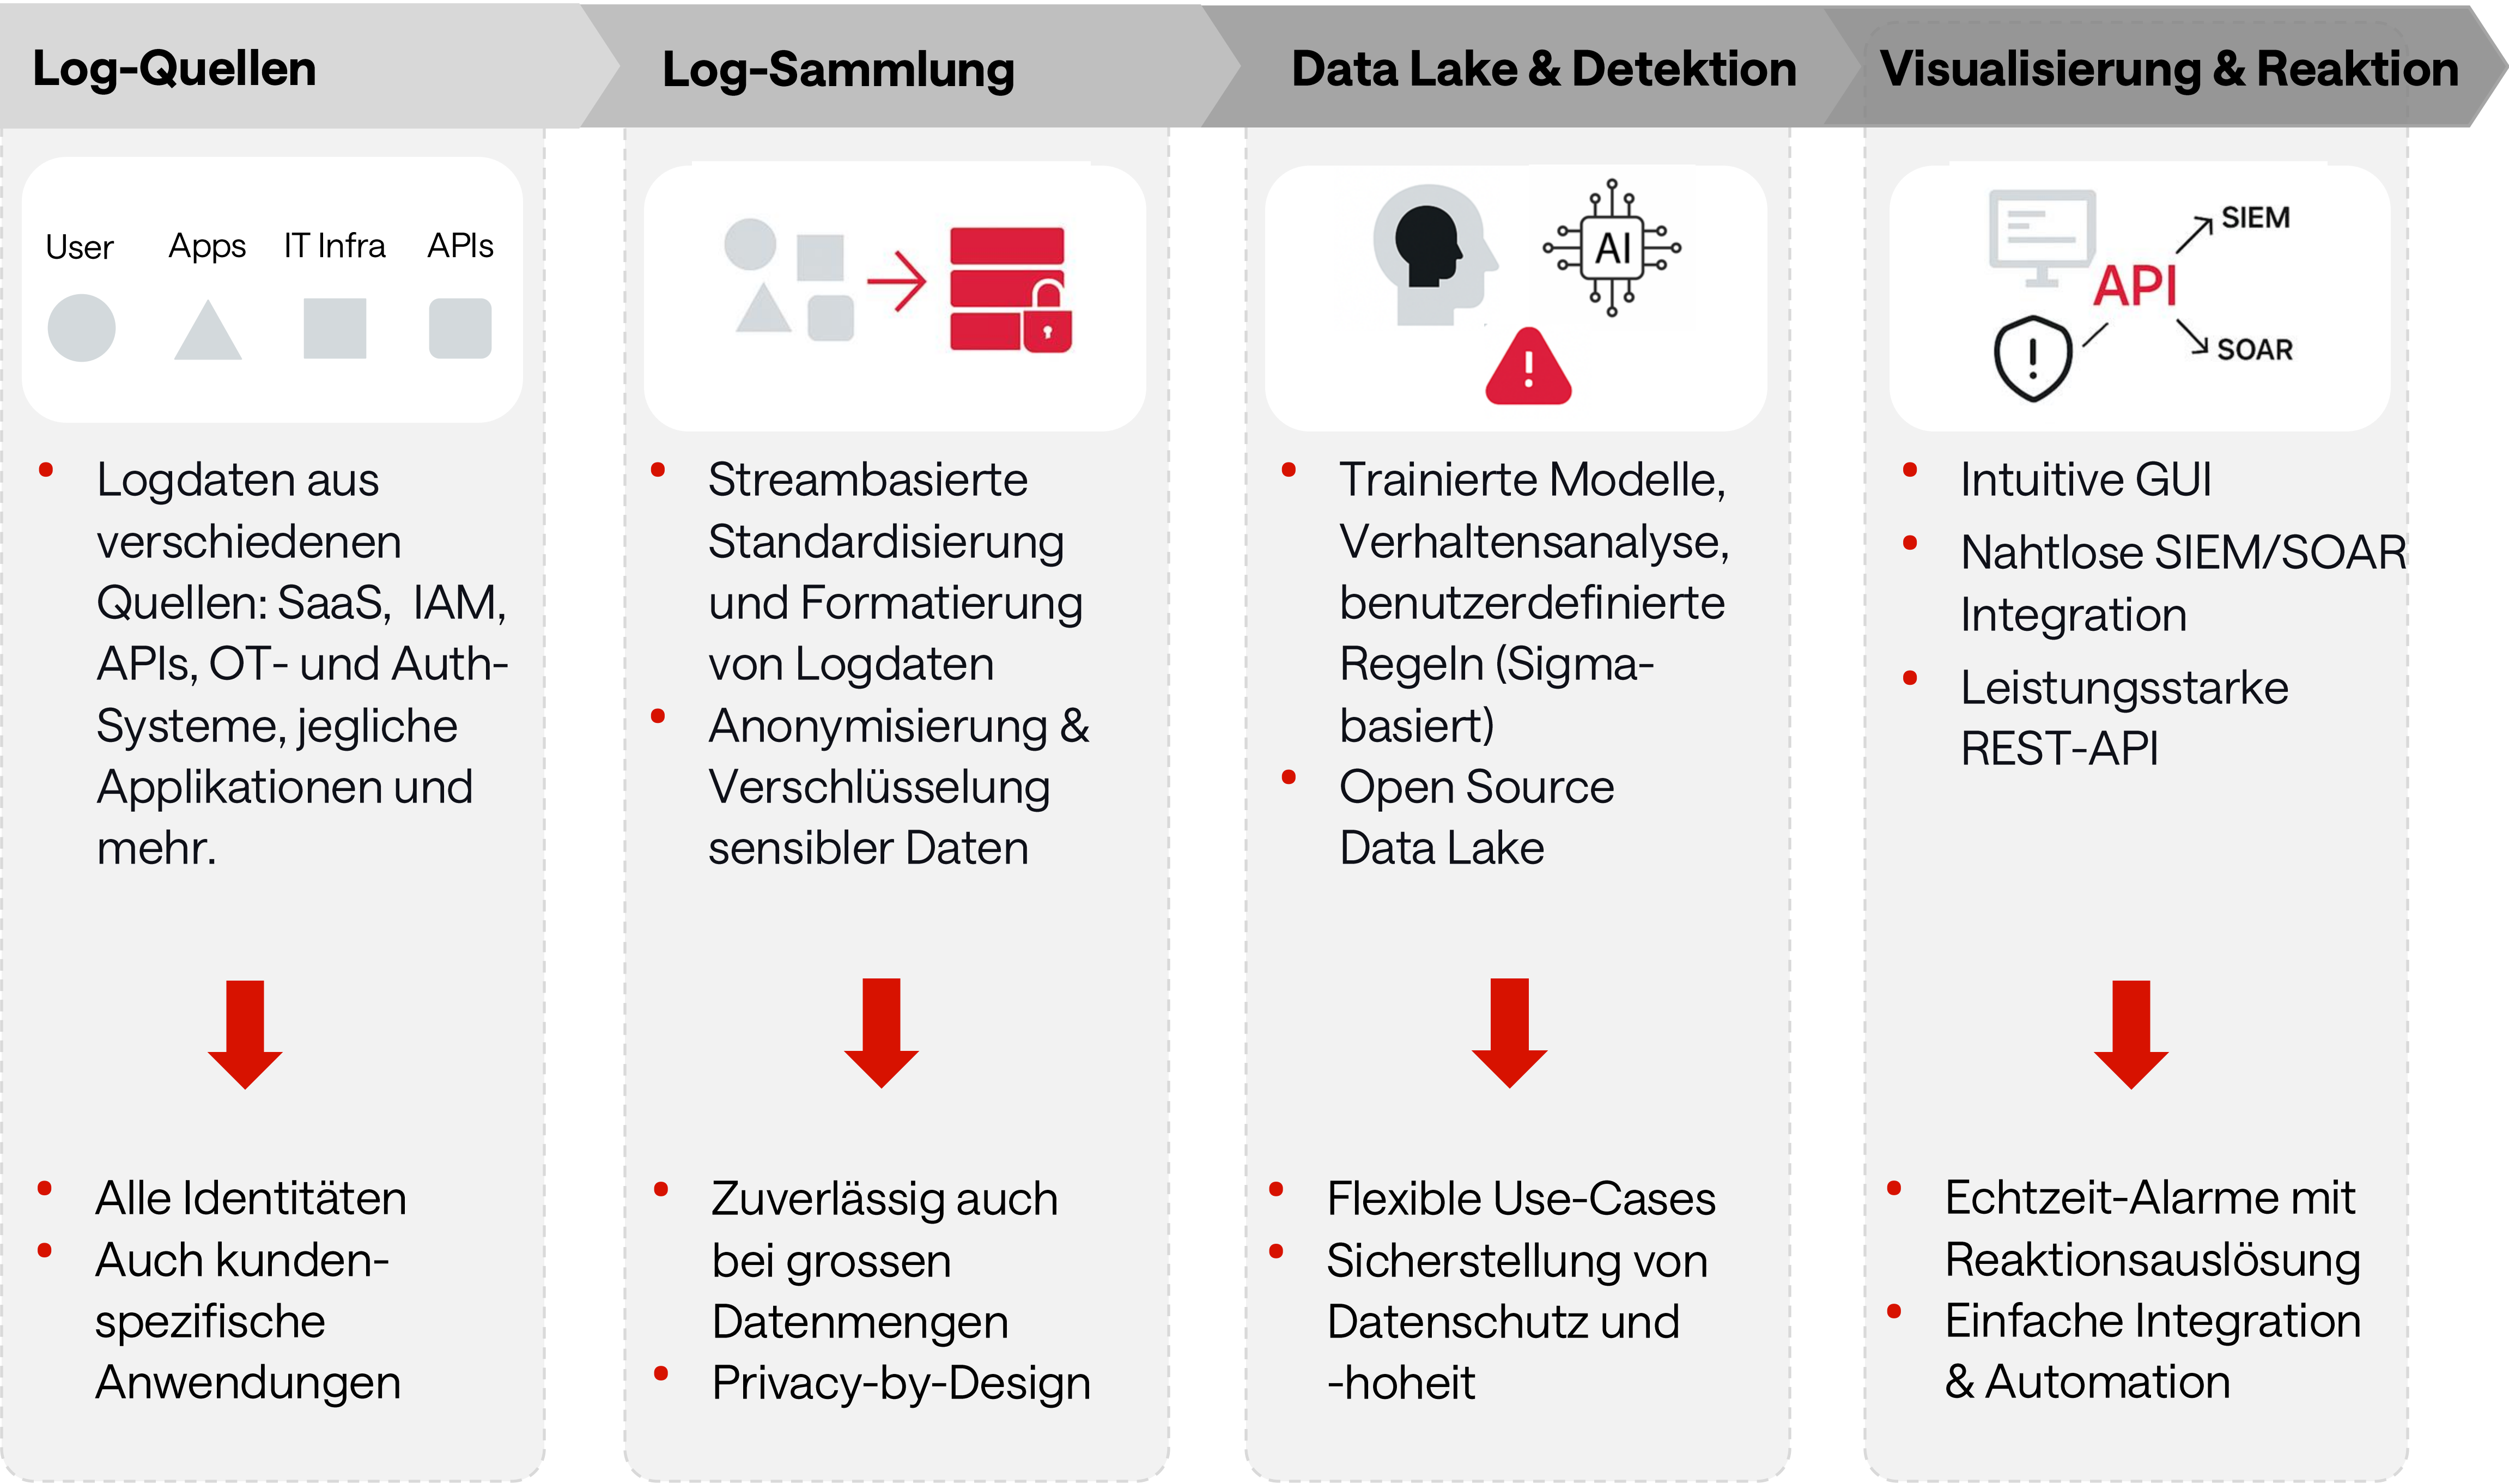 Log-Quellen
Log-Sammlung
Data Lake & Detektion
Visualisierung & Reaktion
User
Apps
IT Infra
APIs
Logdaten aus
verschiedenen
Quellen: SaaS, IAM,
APIs, OT- und Auth-
Systeme, jegliche
Applikationen und
mehr.
Alle Identitäten
Auch kunden-
spezifische
Anwendungen
Streambasierte
Standardisierung
und Formatierung
von Logdaten
Anonymisierung &
Verschlüsselung
sensibler Daten
Zuverlässig auch
bei grossen
Datenmengen
Privacy-by-Design
AI
!
Trainierte Modelle,
Verhaltensanalyse,
benutzerdefinierte
Regeln (Sigma-
basiert)
Open Source
Data Lake
Flexible Use-Cases
Sicherstellung von
Datenschutz und
-hoheit
SIEM
API
!
SOAR
Intuitive GUI
Nahtlose SIEM/SOAR
Integration
Leistungsstarke
REST-API
Echtzeit-Alarme mit
Reaktionsauslösung
Einfache Integration
& Automation